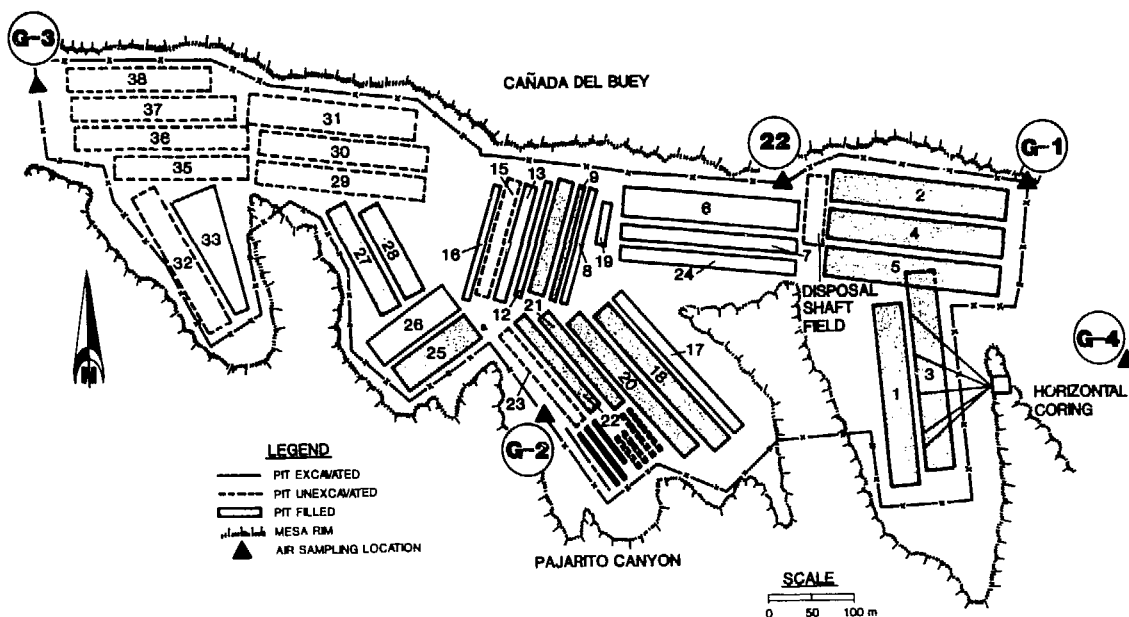 G-3
CAÑADA DEL BUEY
22
G-1
38
37
36
35
31
30
29
33
32
27
28
26
25
15
13
9
16
12
21
8
19
6
7
24
2
4
5
DISPOSAL
SHAFT
FIELD
17
18
20
22
23
G-2
1
3
G-4
HORIZONTAL
CORING
N
LEGEND
PIT EXCAVATED
PIT UNEXCAVATED
PIT FILLED
MESA RIM
AIR SAMPLING LOCATION
PAJARITO CANYON
SCALE
0 50 100 m